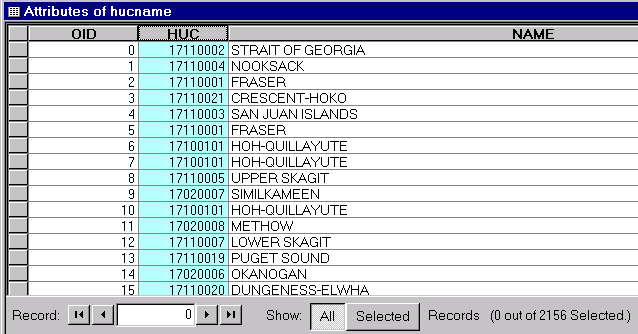 Attributes of hucname
OID HUC NAME
0 17110002 STRAIT OF GEORGIA
1 17110004 NOOKSACK
2 17110001 FRASER
3 17110021 CRESCENT-HOKO
4 17110003 SAN JUAN ISLANDS
5 17110001 FRASER
6 17100101 HOH-QUILLAYUTE
7 17100101 HOH-QUILLAYUTE
8 17110005 UPPER SKAGIT
9 17020007 SIMILKAMEEN
10 17100101 HOH-QUILLAYUTE
11 17020008 METHOW
12 17110007 LOWER SKAGIT
13 17110019 PUGET SOUND
14 17020006 OKANOGAN
15 17110020 DUNGENESS-ELWHA
Record: 0 Show: All Selected Records (0 out of 2156 Selected.)